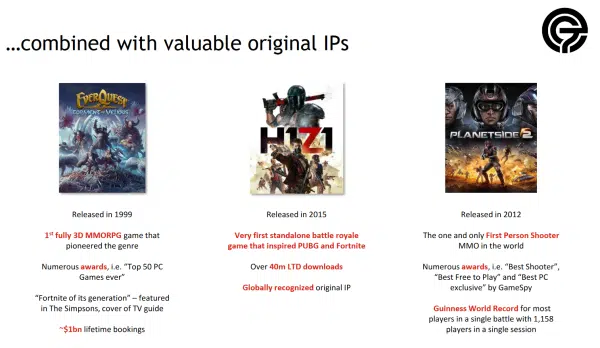 …combined with valuable original IPs
EVERQUEST
H1Z1
PLANETSIDE 2
Released in 1999
1st fully 3D MMORPG game that
pioneered the genre
Numerous awards, i.e. “Top 50 PC
Games ever”
“Fortnite of its generation” – featured
in The Simpsons, cover of TV guide
~$1bn lifetime bookings
Released in 2015
Very first standalone battle royale
game that inspired PUBG and Fortnite
Over 40m LTD downloads
Globally recognized original IP
Released in 2012
The one and only First Person Shooter
MMO in the world
Numerous awards, i.e. “Best Shooter”,
“Best Free to Play” and “Best PC
exclusive” by GameSpy
Guinness World Record for most
players in a single battle with 1,158
players in a single session